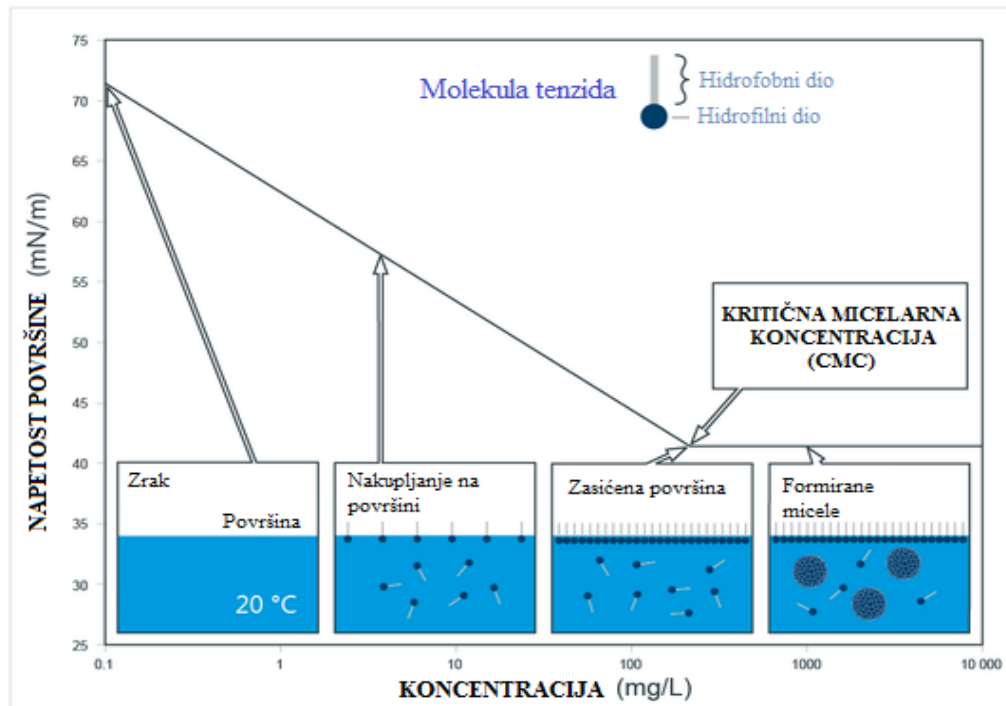 75
70
65
60
55
50
45
40
35
30
25
NAPETOST POVRŠINE (mN/m)
Molekula tenzida
Hidrofobni dio
Hidrofilni dio
KRITIČNA MICELARNA
KONCENTRACIJA
(CMC)
Zrak
Površina
20 °C
Nakupljanje na
površini
Zasićena površina
Formirane
micele
0.1
1
10
100
1000
10 000
KONCENTRACIJA (mg/L)